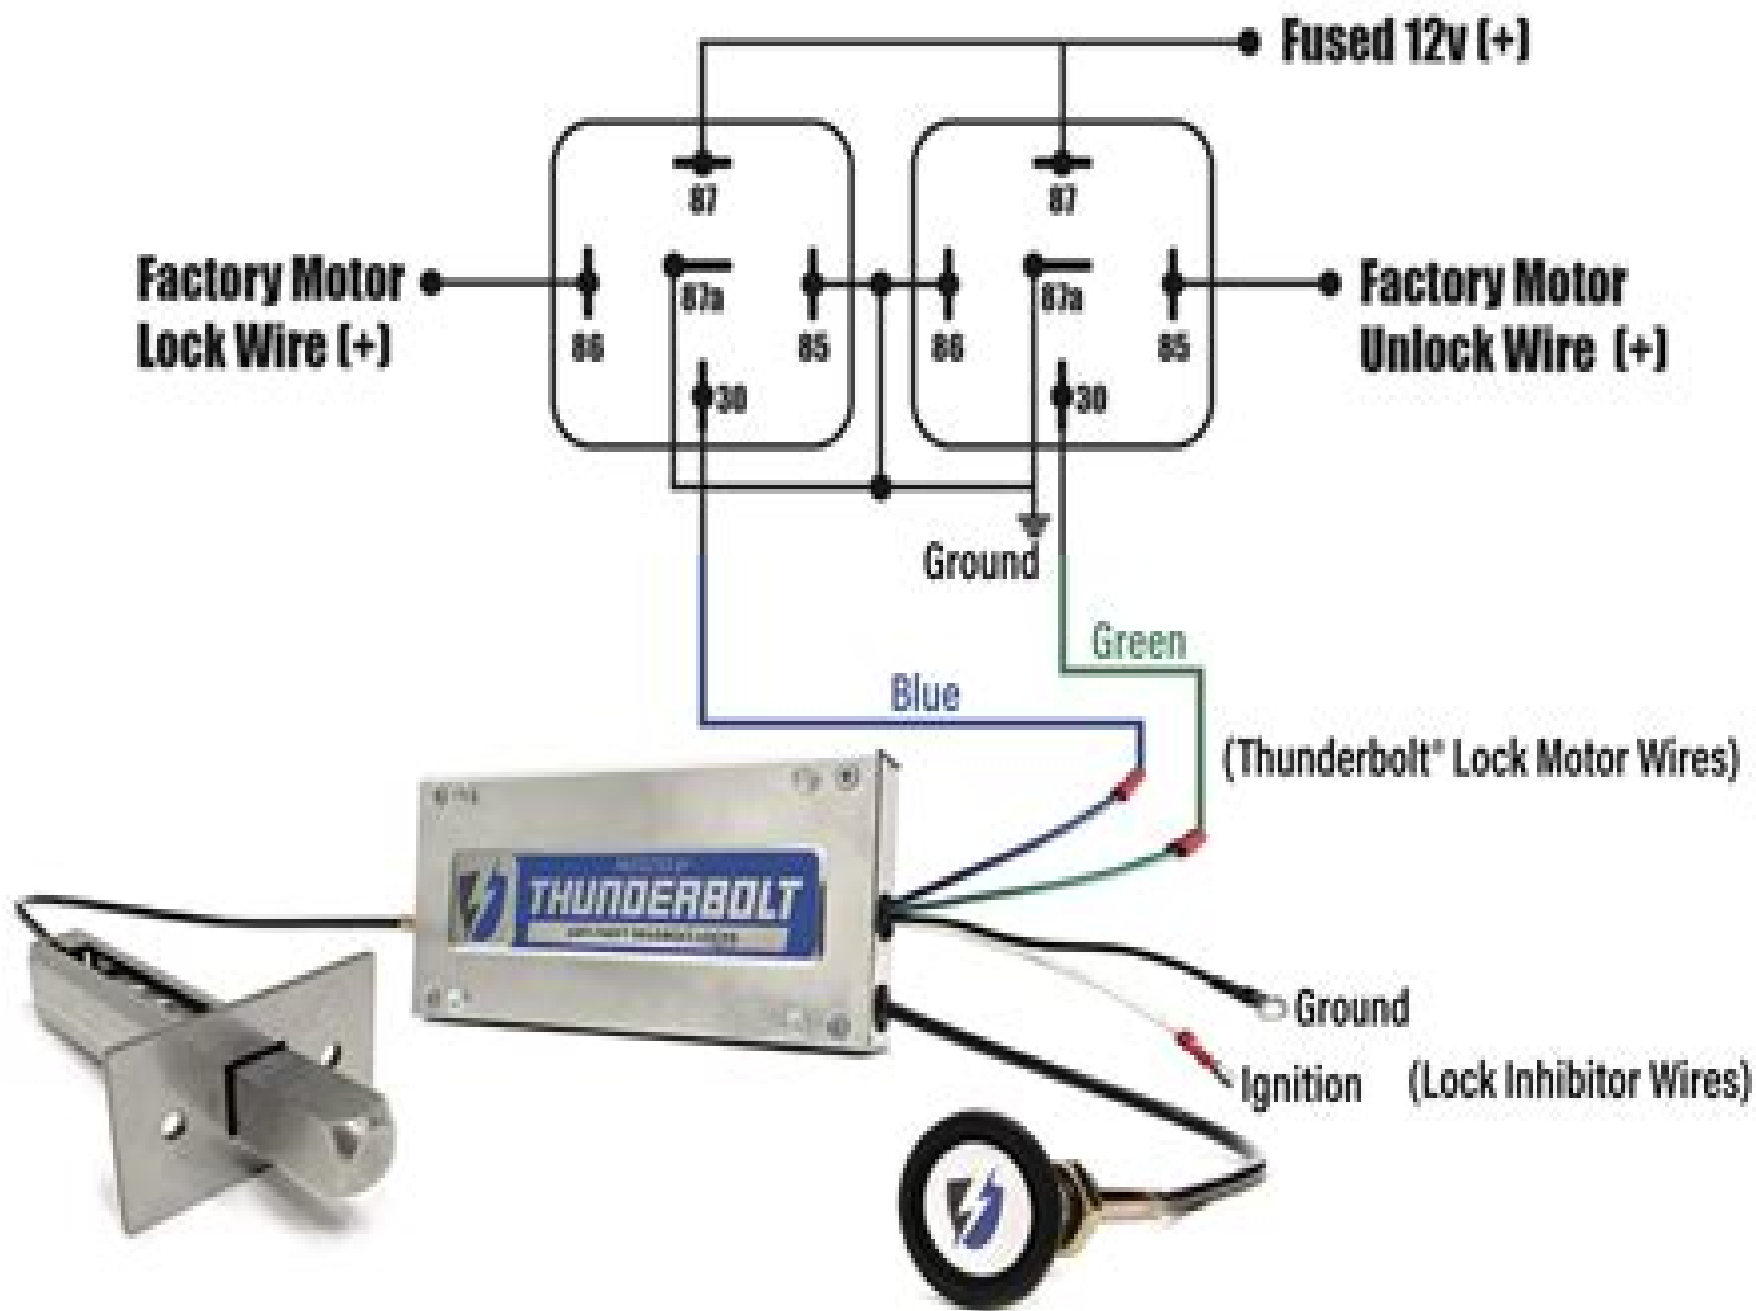 Fused 12v (+)
87
87
Factory Motor
Lock Wire (+)
87a
86
85
30
87a
86
85
30
Factory Motor
Unlock Wire (+)
Ground
Green
Blue
(Thunderbolt® Lock Motor Wires)
THUNDERBOLT
Ground
Ignition (Lock Inhibitor Wires)